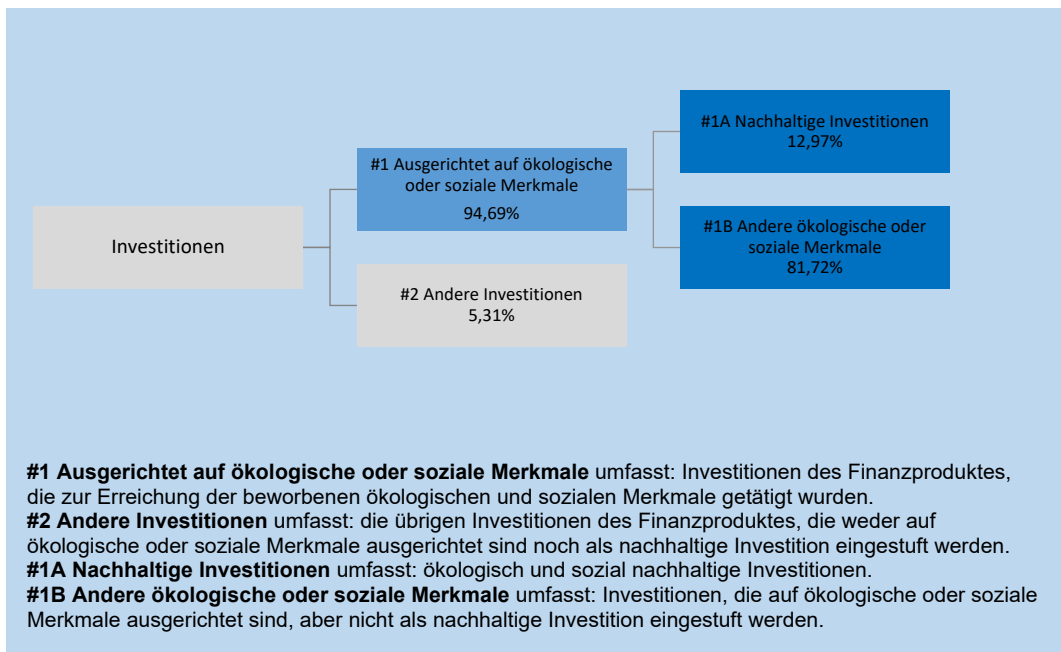 #1A Nachhaltige Investitionen
12,97%
#1 Ausgerichtet auf ökologische
oder soziale Merkmale
94,69%
#1B Andere ökologische oder
soziale Merkmale
81,72%
Investitionen
#2 Andere Investitionen
5,31%
#1 Ausgerichtet auf ökologische oder soziale Merkmale umfasst: Investitionen des Finanzproduktes,
die zur Erreichung der beworbenen ökologischen und sozialen Merkmale getätigt wurden.
#2 Andere Investitionen umfasst: die übrigen Investitionen des Finanzproduktes, die weder auf
ökologische oder soziale Merkmale ausgerichtet sind noch als nachhaltige Investition eingestuft werden.
#1A Nachhaltige Investitionen umfasst: ökologisch und sozial nachhaltige Investitionen.
#1B Andere ökologische oder soziale Merkmale umfasst: Investitionen, die auf ökologische oder soziale
Merkmale ausgerichtet sind, aber nicht als nachhaltige Investition eingestuft werden.